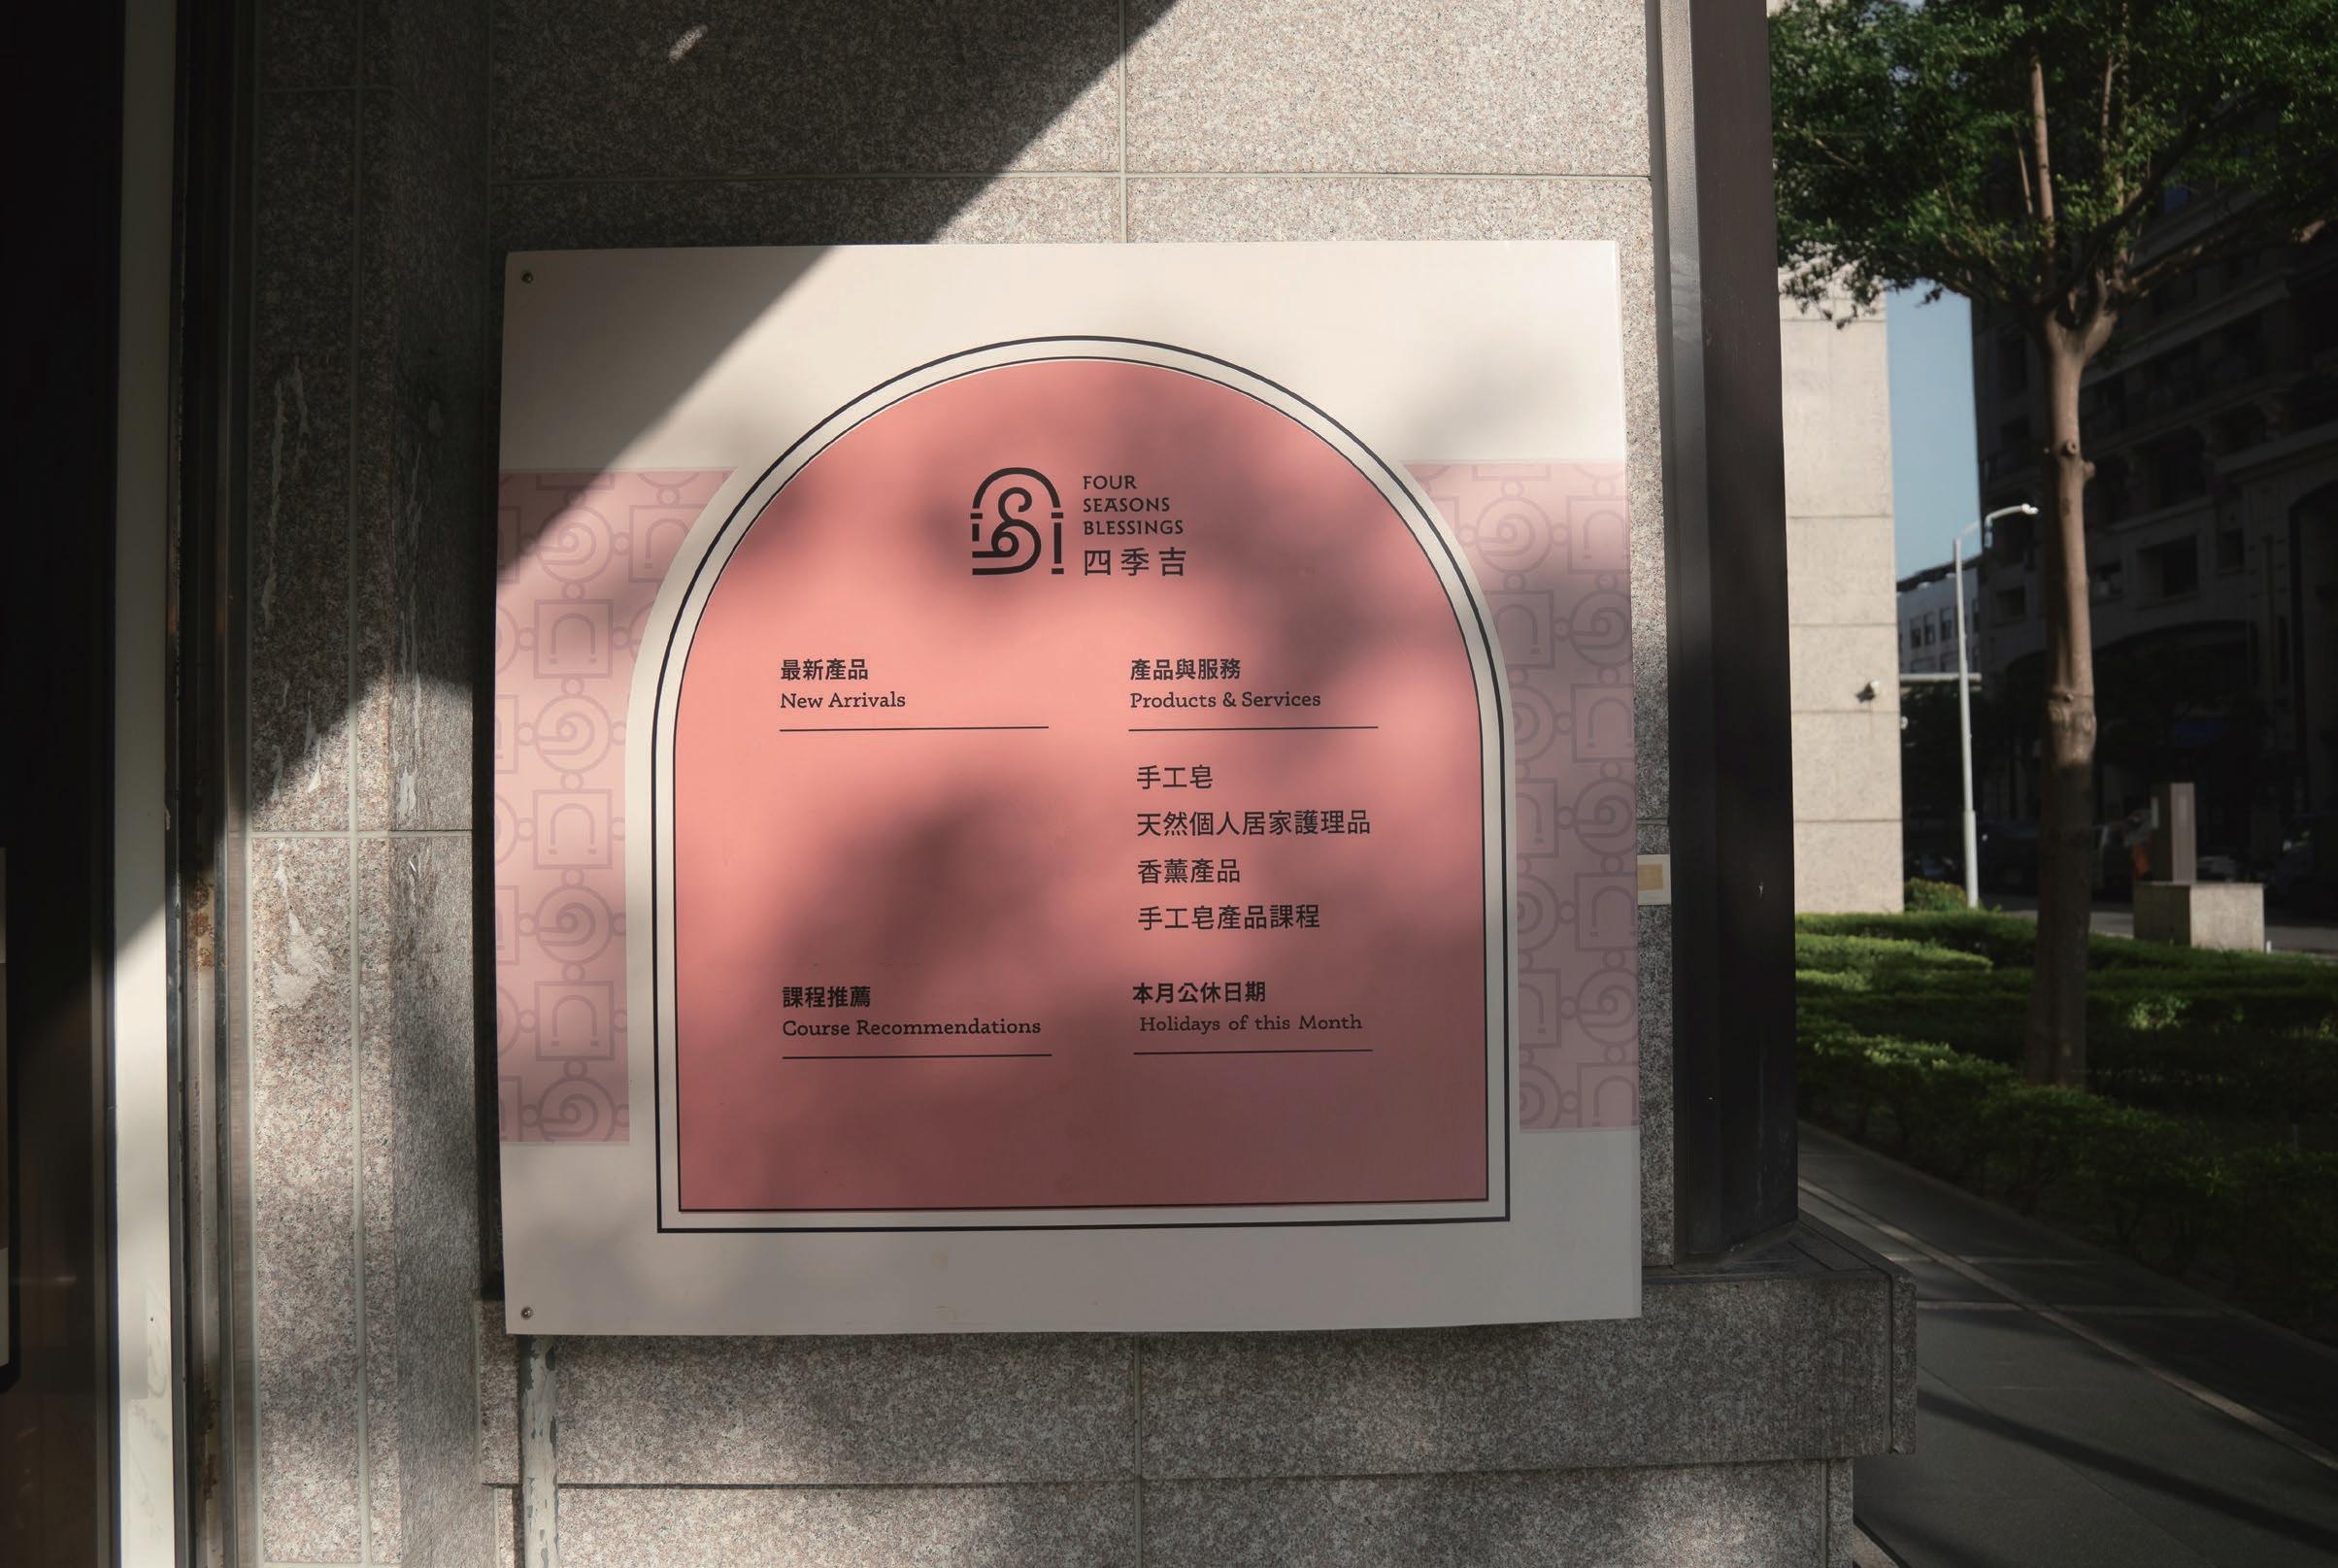 FOUR
SEASONS
BLESSINGS
四季吉
最新產品
New Arrivals
產品與服務
Products & Services
手工皂
天然個人居家護理品
香薰產品
手工皂產品課程
課程推薦
Course Recommendations
本月公休日期
Holidays of this Month